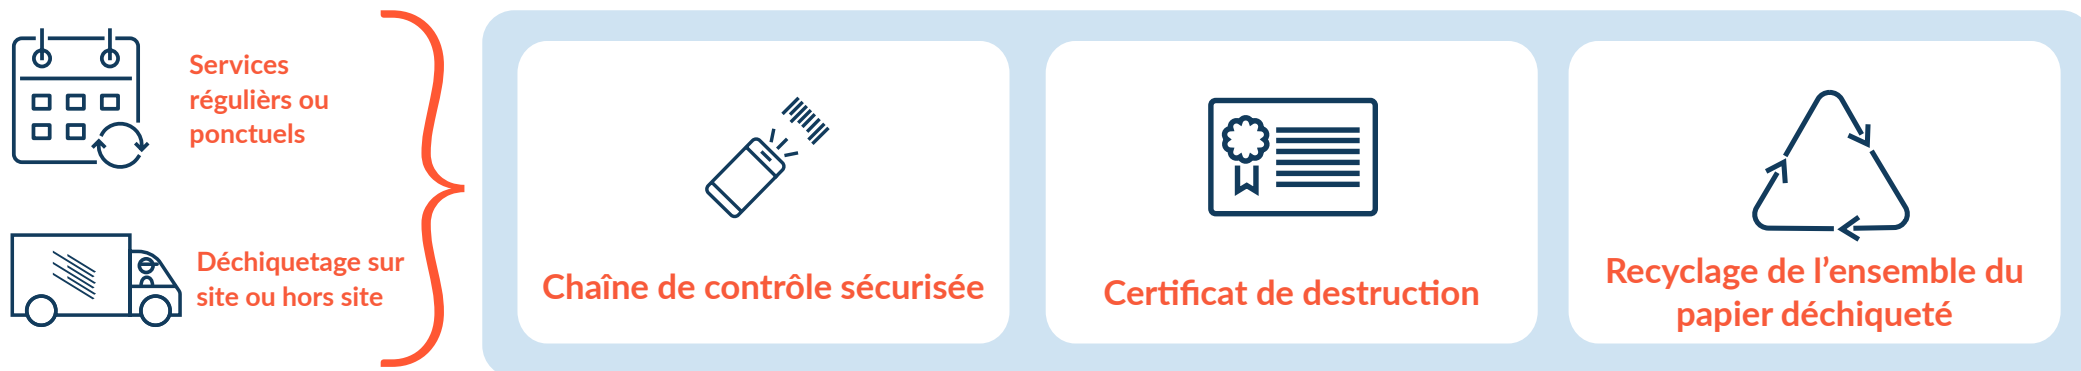 Services
régulièrs ou
ponctuels
Déchiquetage sur
site ou hors site
Chaîne de contrôle sécurisée
Certificat de destruction
Recyclage de l’ensemble du
papier déchiqueté